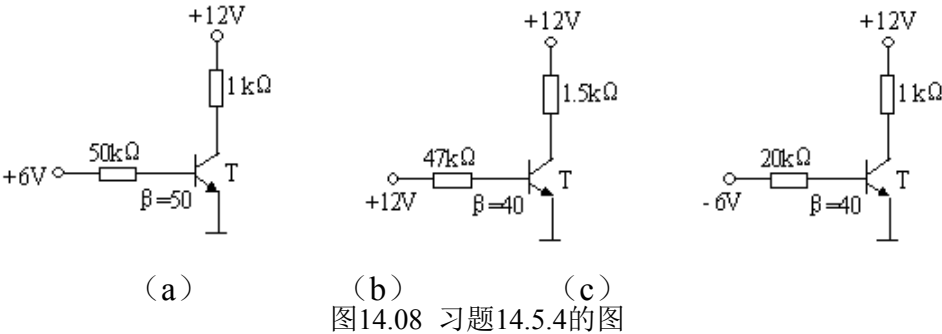 +12V
+12V
+12V
1kΩ
1.5kΩ
1kΩ
50kΩ
47kΩ
20kΩ
+6V
T
+12V
T
- 6V
T
β=50
β=40
β=40
（a）
（b）
（c）
图14.08 习题14.5.4的图